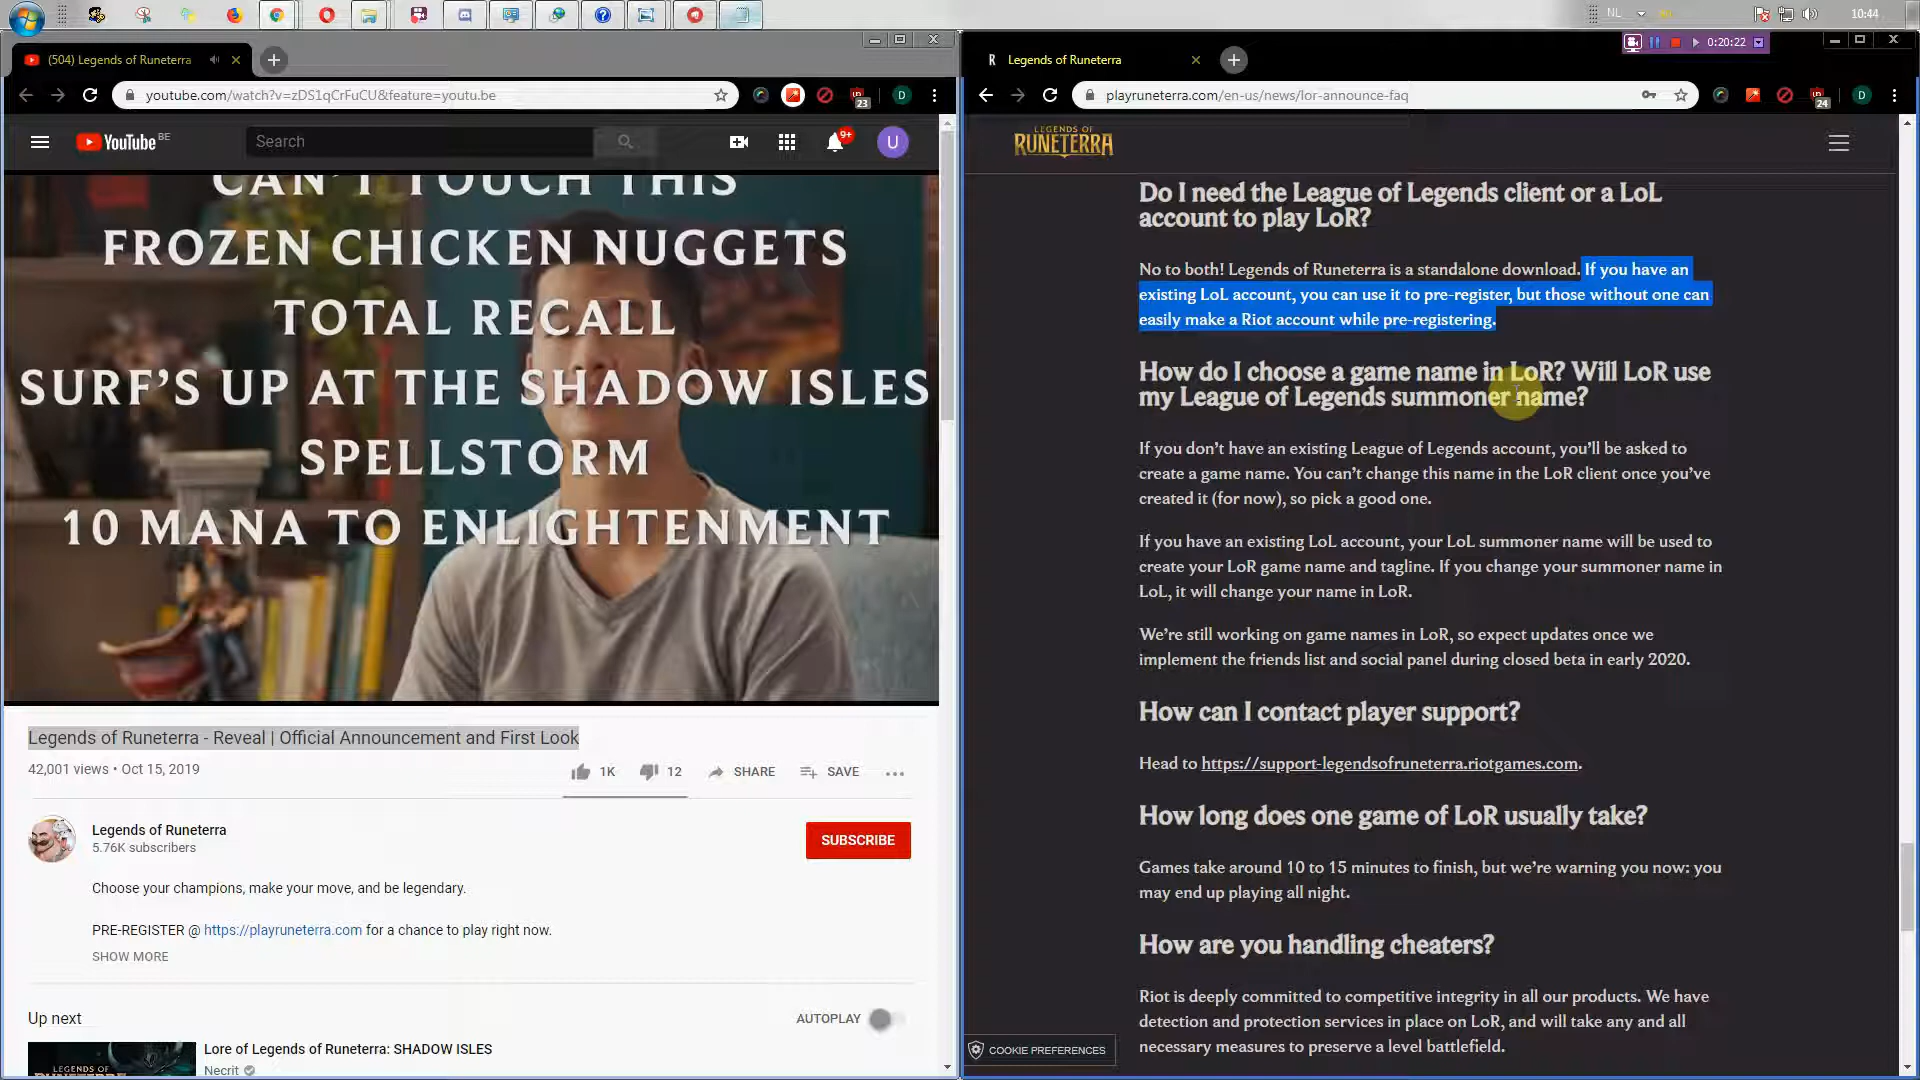 NL
10:44
0:20:22
(504) Legends of Runeterra
youtube.com/watch?v=zDS1qCrFuCU&feature=youtu.be
23
D
YouTube BE
Search
9+
U
CAN'T TOUCH THIS
FROZEN CHICKEN NUGGETS
TOTAL RECALL
SURF'S UP AT THE SHADOW ISLES
SPELLSTORM
10 MANA TO ENLIGHTENMENT
Legends of Runeterra - Reveal | Official Announcement and First Look
42,001 views • Oct 15, 2019
1K
12
SHARE
SAVE
Legends of Runeterra
5.76K subscribers
SUBSCRIBE
Choose your champions, make your move, and be legendary.
PRE-REGISTER @ https://playruneterra.com for a chance to play right now.
SHOW MORE
Up next
AUTOPLAY
LEGENDS OF
Lore of Legends of Runeterra: SHADOW ISLES
Necrit
R Legends of Runeterra
playruneterra.com/en-us/news/lor-announce-faq
24
D
LEGENDS OF
RUNETERRA
Do I need the League of Legends client or a LoL
account to play LoR?
No to both! Legends of Runeterra is a standalone download. If you have an
existing LoL account, you can use it to pre-register, but those without one can
easily make a Riot account while pre-registering.
How do I choose a game name in LoR? Will LoR use
my League of Legends summoner name?
If you don't have an existing League of Legends account, you'll be asked to
create a game name. You can't change this name in the LoR client once you've
created it (for now), so pick a good one.
If you have an existing LoL account, your LoL summoner name will be used to
create your LoR game name and tagline. If you change your summoner name in
LoL, it will change your name in LoR.
We're still working on game names in LoR, so expect updates once we
implement the friends list and social panel during closed beta in early 2020.
How can I contact player support?
Head to https://support-legendsofruneterra.riotgames.com.
How long does one game of LoR usually take?
Games take around 10 to 15 minutes to finish, but we're warning you now: you
may end up playing all night.
How are you handling cheaters?
Riot is deeply committed to competitive integrity in all our products. We have
detection and protection services in place on LoR, and will take any and all
necessary measures to preserve a level battlefield.
COOKIE PREFERENCES